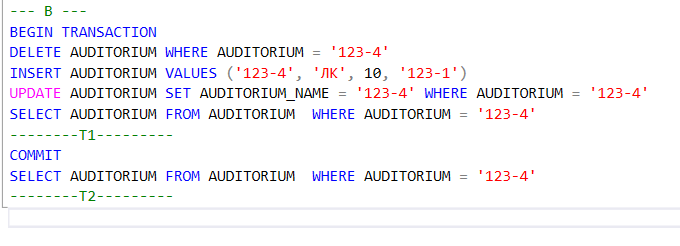 --- B ---
BEGIN TRANSACTION
DELETE AUDITORIUM WHERE AUDITORIUM = '123-4'
INSERT AUDITORIUM VALUES ('123-4', 'ЛК', 10, '123-1')
UPDATE AUDITORIUM SET AUDITORIUM_NAME = '123-4' WHERE AUDITORIUM = '123-4'
SELECT AUDITORIUM FROM AUDITORIUM  WHERE AUDITORIUM = '123-4'
--------T1---------
COMMIT
SELECT AUDITORIUM FROM AUDITORIUM  WHERE AUDITORIUM = '123-4'
--------T2---------